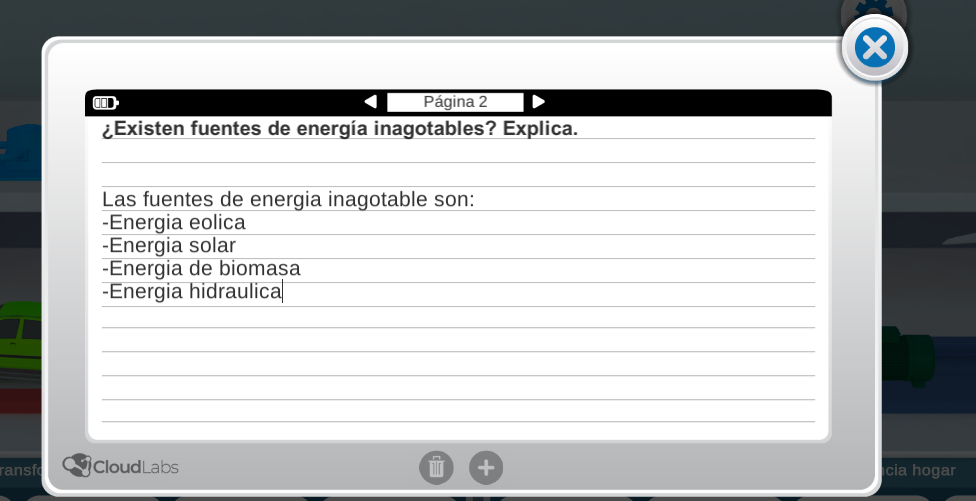 Página 2
¿Existen fuentes de energía inagotables? Explica.
Las fuentes de energia inagotable son:
-Energia eolica
-Energia solar
-Energia de biomasa
-Energia hidraulica
CloudLabs
hogar